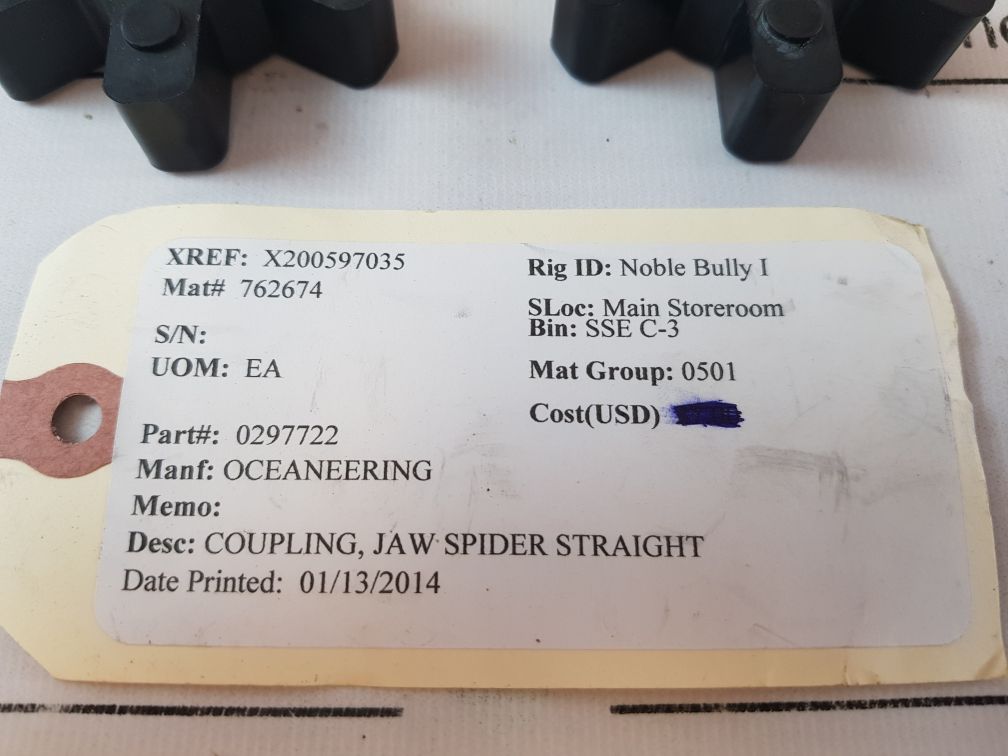 XREF: X200597035
Mat# 762674
S/N:
UOM: EA
Part#: 0297722
Manf: OCEANEERING
Memo:
Desc: COUPLING, JAW SPIDER STRAIGHT
Date Printed: 01/13/2014
Rig ID: Noble Bully I
SLoc: Main Storeroom
Bin: SSE C-3
Mat Group: 0501
Cost(USD)